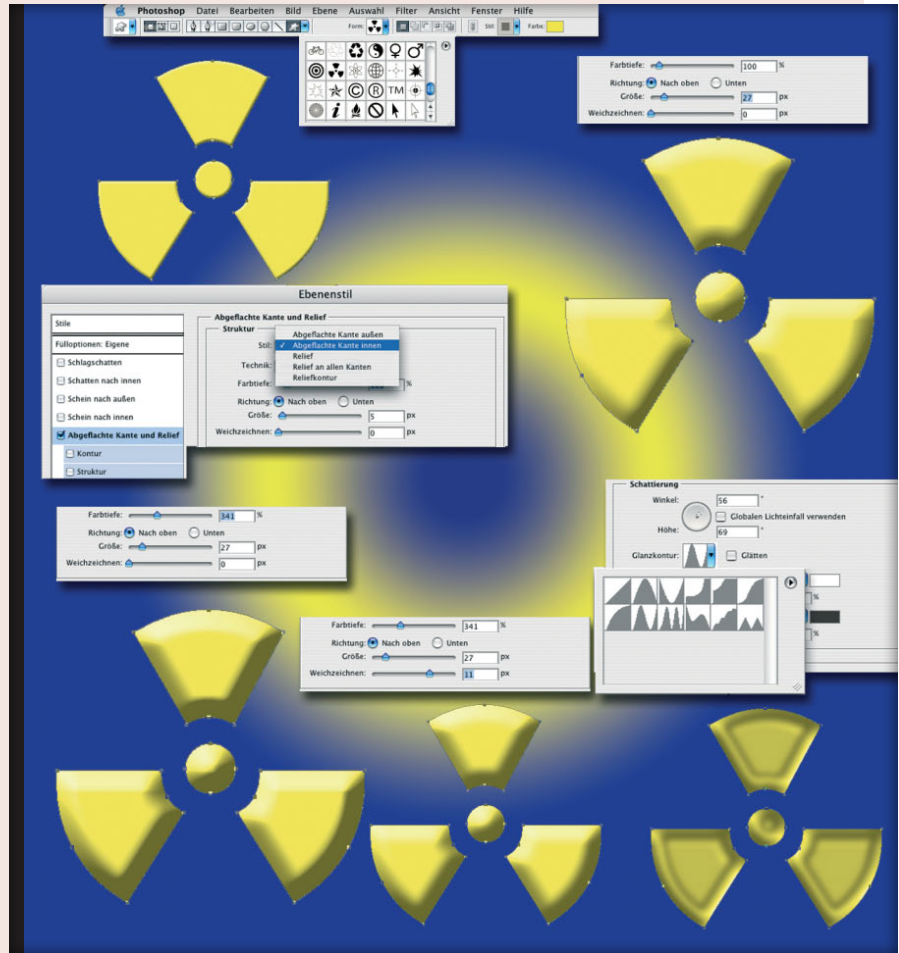 Photoshop Datei Bearbeiten Bild Ebene Auswahl Filter Ansicht Fenster Hilfe
Form: Stil: Farbe:
TM
Farbtiefe: 100 %
Richtung: Nach oben Unten
Größe: 27 px
Weichzeichnen: 0 px
Ebenenstil
Stile
Fülloptionen: Eigene
Schlagschatten
Schatten nach innen
Schein nach außen
Schein nach innen
Abgeflachte Kante und Relief
Kontur
Struktur
Abgeflachte Kante und Relief
Struktur
Stil:
Abgeflachte Kante außen
✓ Abgeflachte Kante innen
Relief
Relief an allen Kanten
Reliefkontur
Technik:
Farbtiefe: %
Richtung: Nach oben Unten
Größe: 5 px
Weichzeichnen: 0 px
Farbtiefe: 341 %
Richtung: Nach oben Unten
Größe: 27 px
Weichzeichnen: 0 px
Schattierung
Winkel: 56 °
Globalen Lichteinfall verwenden
Höhe: 69 °
Glanzkontur: Glätten
%
%
Farbtiefe: 341 %
Richtung: Nach oben Unten
Größe: 27 px
Weichzeichnen: 11 px